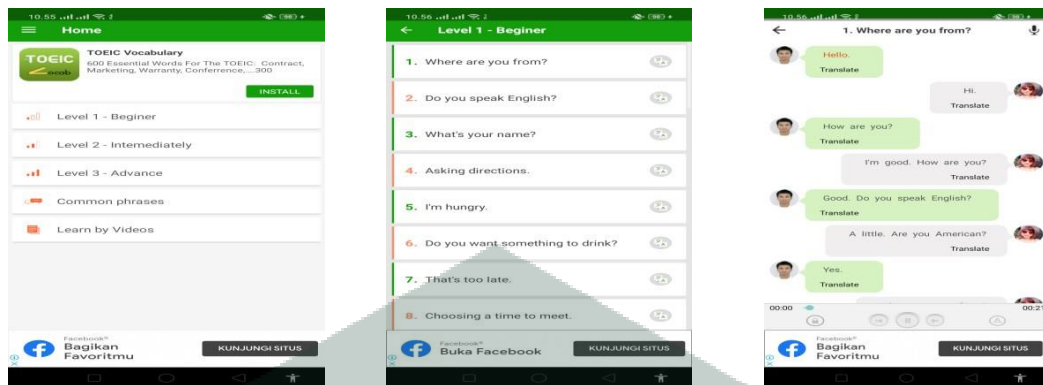 10.55
98
Home
TOEIC
Vocab
TOEIC Vocabulary
600 Essential Words For The TOEIC: Contract,
Marketing, Warranty, Conferrence,...300
INSTALL
Level 1 - Beginer
Level 2 - Intemediately
Level 3 - Advance
Common phrases
Learn by Videos
Facebook®
Bagikan
Favoritmu
KUNJUNGI SITUS
10.56
98
Level 1 - Beginer
1. Where are you from?
2. Do you speak English?
3. What's your name?
4. Asking directions.
5. I'm hungry.
6. Do you want something to drink?
7. That's too late.
8. Choosing a time to meet.
Facebook®
Buka Facebook
KUNJUNGI SITUS
10.56
98
1. Where are you from?
Hello.
Translate
Hi.
Translate
How are you?
Translate
I'm good. How are you?
Translate
Good. Do you speak English?
Translate
A little. Are you American?
Translate
Yes.
Translate
00:00
00:21
Facebook®
Bagikan
Favoritmu
KUNJUNGI SITUS